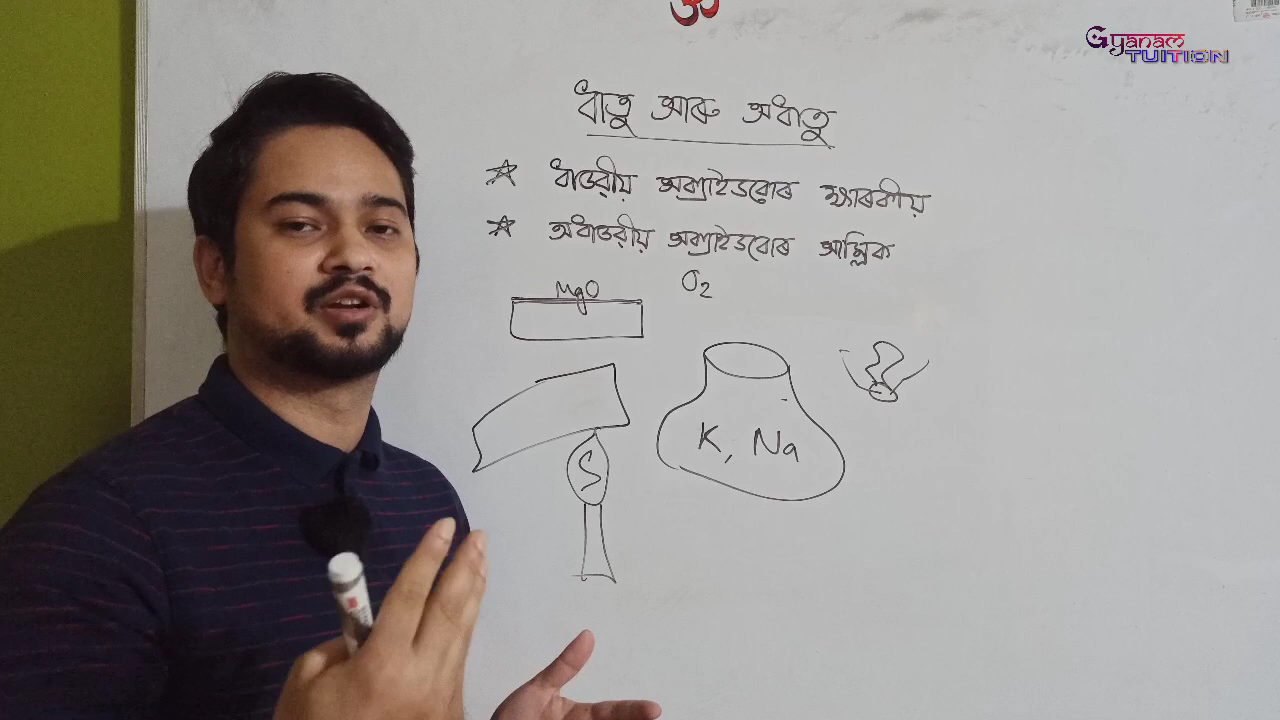 ॐ
Gyanam
TUITION
ধাতু আৰু অধাতু
☆ ধাতৱীয় অক্সাইডবোৰ ক্ষাৰকীয়
☆ অধাতৱীয় অক্সাইডবোৰ আম্লিক
MgO O₂
K, Na
S